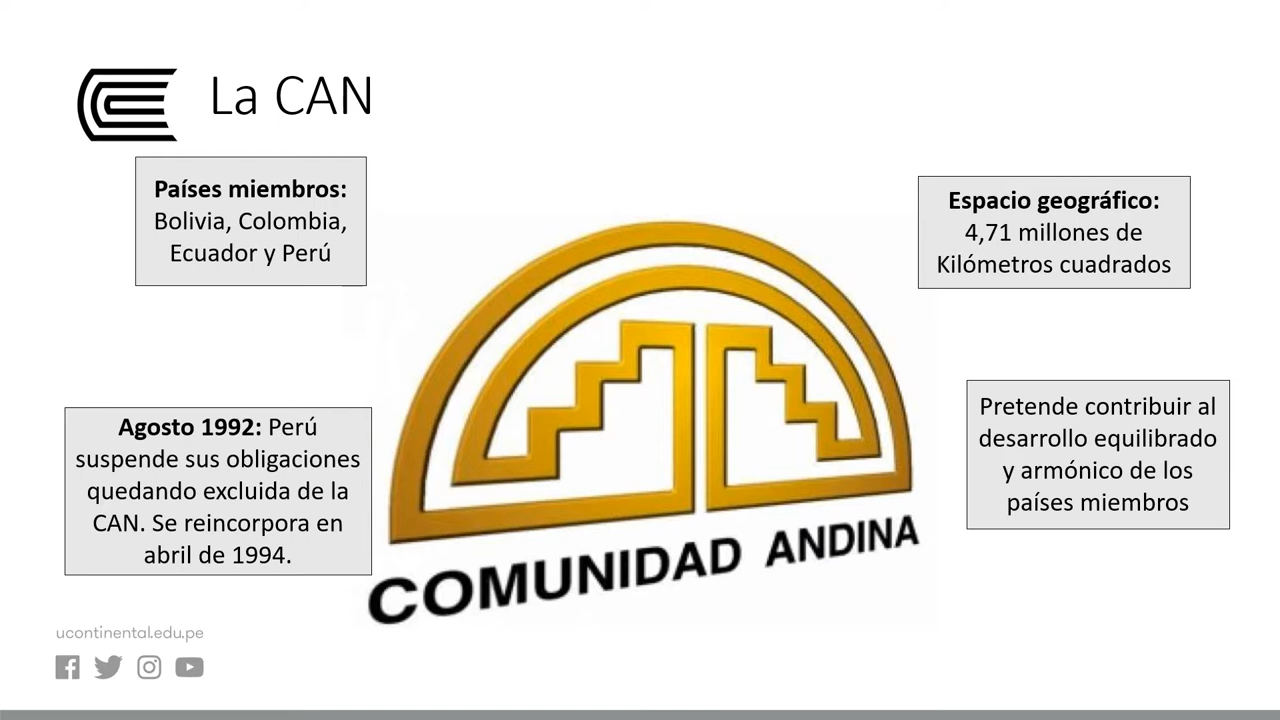 La CAN
Países miembros:
Bolivia, Colombia,
Ecuador y Perú
Espacio geográfico:
4,71 millones de
Kilómetros cuadrados
Agosto 1992: Perú
suspende sus obligaciones
quedando excluida de la
CAN. Se reincorpora en
abril de 1994.
Pretende contribuir al
desarrollo equilibrado
y armónico de los
países miembros
COMUNIDAD ANDINA
ucontinental.edu.pe